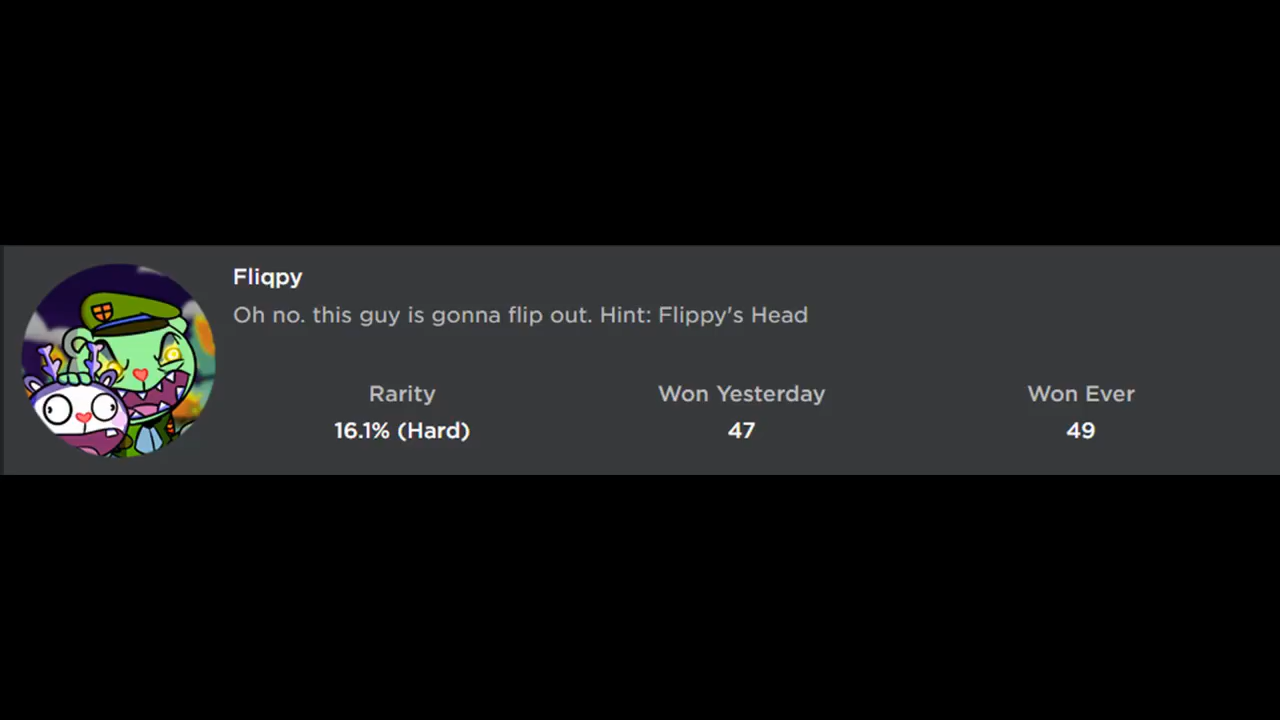 Fliqpy
Oh no. this guy is gonna flip out. Hint: Flippy's Head
Rarity Won Yesterday Won Ever
16.1% (Hard) 47 49